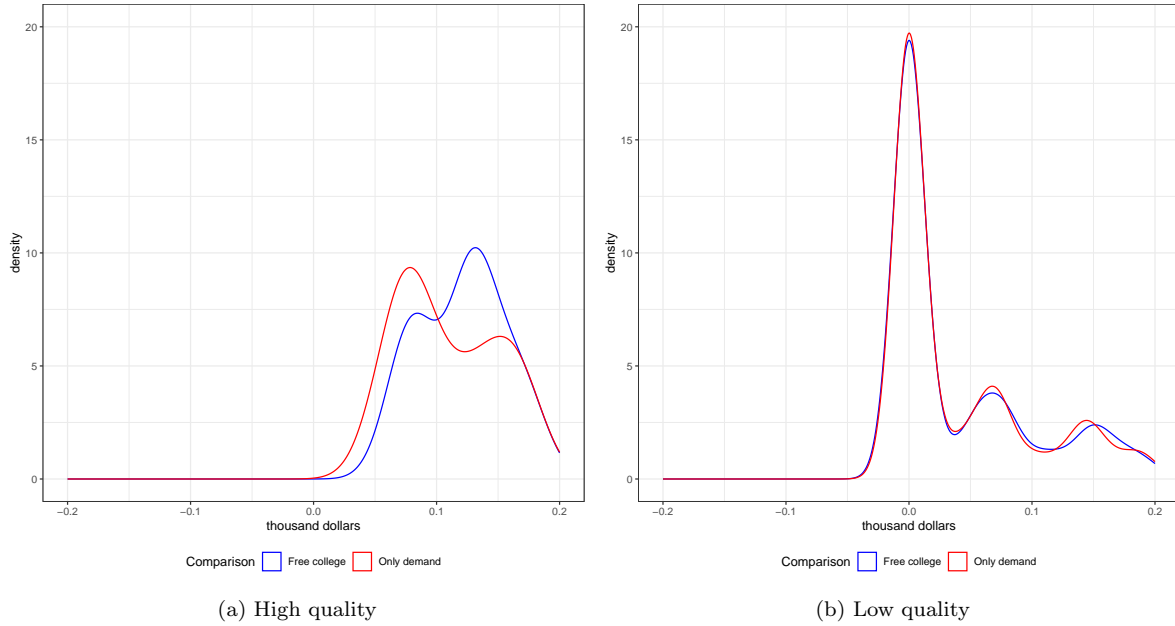 20
15
10
5
0
density
−0.2
−0.1
0.0
0.1
0.2
thousand dollars
Comparison Free college Only demand
(a) High quality
20
15
10
5
0
density
−0.2
−0.1
0.0
0.1
0.2
thousand dollars
Comparison Free college Only demand
(b) Low quality